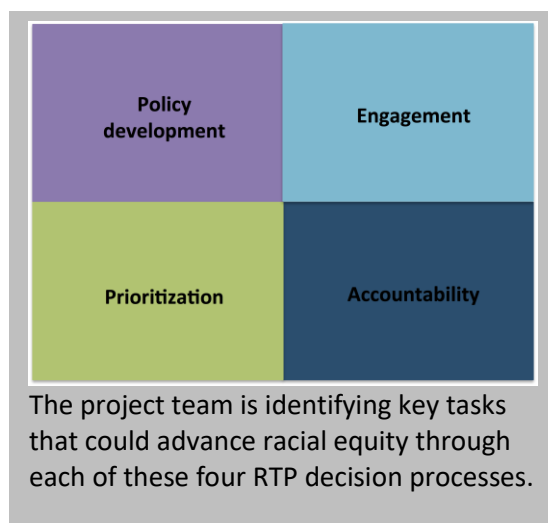 Policy
development
Engagement
Prioritization
Accountability
The project team is identifying key tasks
that could advance racial equity through
each of these four RTP decision processes.